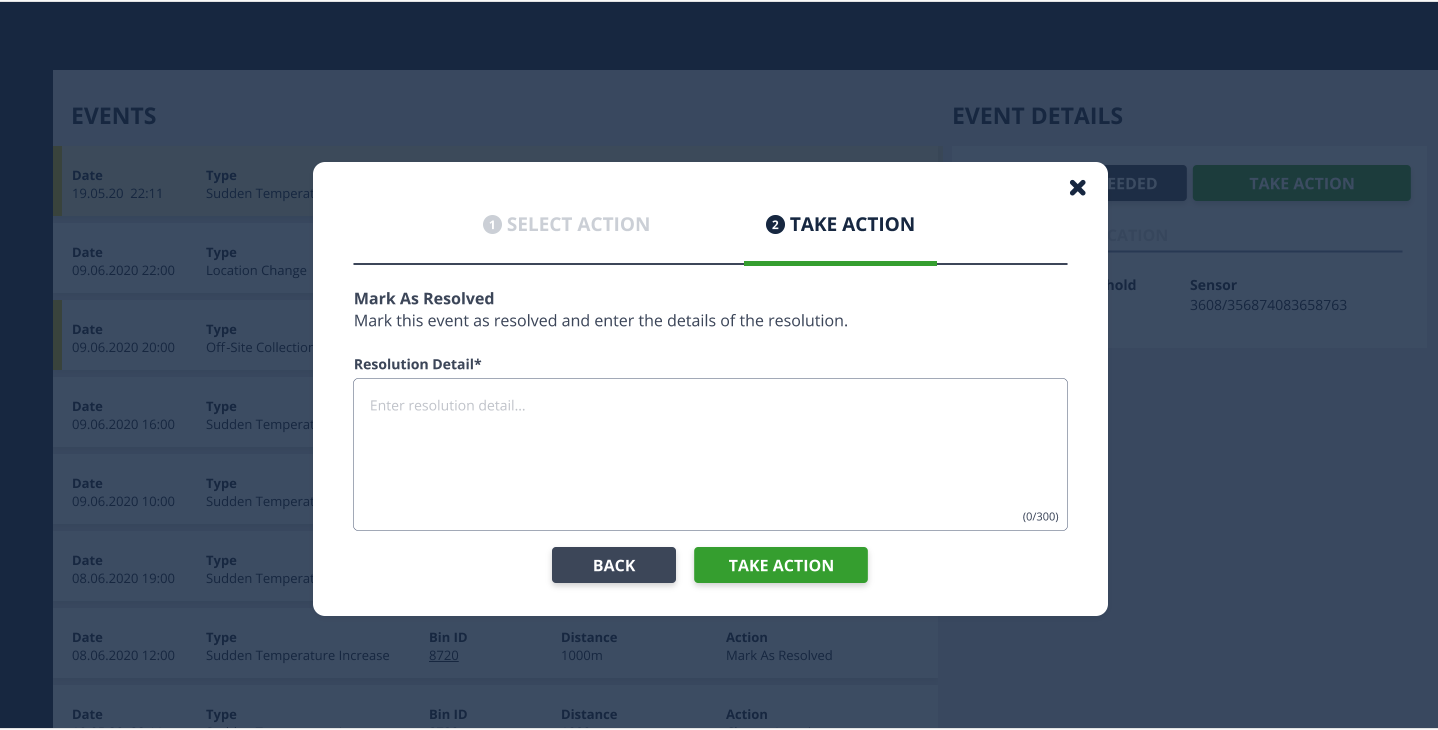 EVENTS
EVENT DETAILS
Date Type
19.05.20 22:11 Sudden Temperat
EEDED TAKE ACTION
1 SELECT ACTION 2 TAKE ACTION
CATION
Date Type
09.06.2020 22:00 Location Change
hold Sensor
3608/356874083658763
Mark As Resolved
Mark this event as resolved and enter the details of the resolution.
Date Type
09.06.2020 20:00 Off-Site Collection
Resolution Detail*
Enter resolution detail...
(0/300)
Date Type
09.06.2020 16:00 Sudden Temperat
Date Type
09.06.2020 10:00 Sudden Temperat
BACK TAKE ACTION
Date Type
08.06.2020 19:00 Sudden Temperat
Date Type Bin ID Distance Action
08.06.2020 12:00 Sudden Temperature Increase 8720 1000m Mark As Resolved
Date Type Bin ID Distance Action